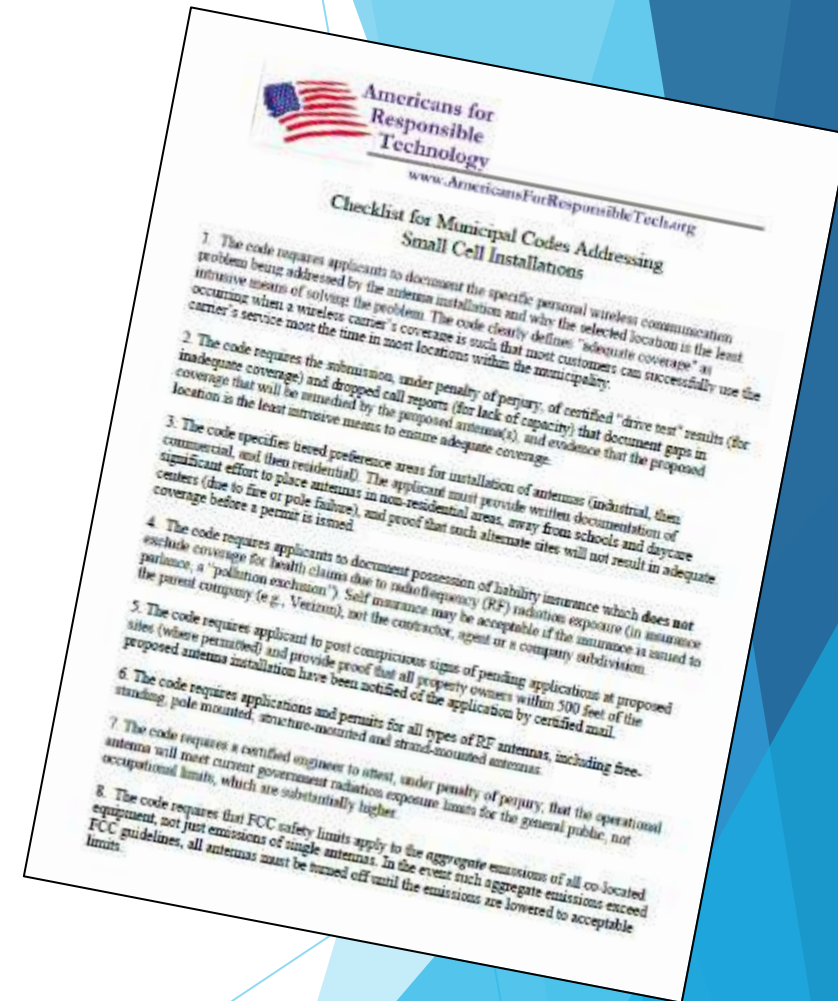 Americans for
Responsible
Technology
www.AmericansForResponsibleTech.org
Checklist for Municipal Codes Addressing
Small Cell Installations
1. The code requires applicants to document the specific personal wireless communication
problem being addressed by the antenna installation and why the selected location is the least
intrusive means of solving the problem. The code clearly defines "adequate coverage" as
occurring when a wireless carrier's coverage is such that most customers can successfully use the
carrier's service most the time in most locations within the municipality.
2. The code requires the submission, under penalty of perjury, of certified "drive test" results (for
inadequate coverage) and dropped call reports (for lack of capacity) that document gaps in
coverage that will be remedied by the proposed antenna(s), and evidence that the proposed
location is the least intrusive means to ensure adequate coverage.
3. The code specifies tiered preference areas for installation of antennas (industrial, then
commercial, and then residential). The applicant must provide written documentation of
significant effort to place antennas in non-residential areas, away from schools and daycare
centers (due to fire or pole failure), and proof that such alternate sites will not result in adequate
coverage before a permit is issued.
4. The code requires applicants to document possession of liability insurance which does not
exclude coverage for health claims due to radiofrequency (RF) radiation exposure (in insurance
parlance, a "pollution exclusion"). Self insurance may be acceptable if the insurance is issued to
the parent company (e.g., Verizon), not the contractor, agent or a company subdivision.
5. The code requires applicant to post conspicuous signs of pending applications at proposed
sites (where permitted) and provide proof that all property owners within 500 feet of the
proposed antenna installation have been notified of the application by certified mail.
6. The code requires applications and permits for all types of RF antennas, including free-
standing, pole mounted, structure-mounted and strand-mounted antennas.
7. The code requires a certified engineer to attest, under penalty of perjury, that the operational
antenna will meet current government radiation exposure limits for the general public, not
occupational limits, which are substantially higher.
8. The code requires that FCC safety limits apply to the aggregate emissions of all co-located
equipment, not just emissions of single antennas. In the event such aggregate emissions exceed
FCC guidelines, all antennas must be turned off until the emissions are lowered to acceptable
limits.